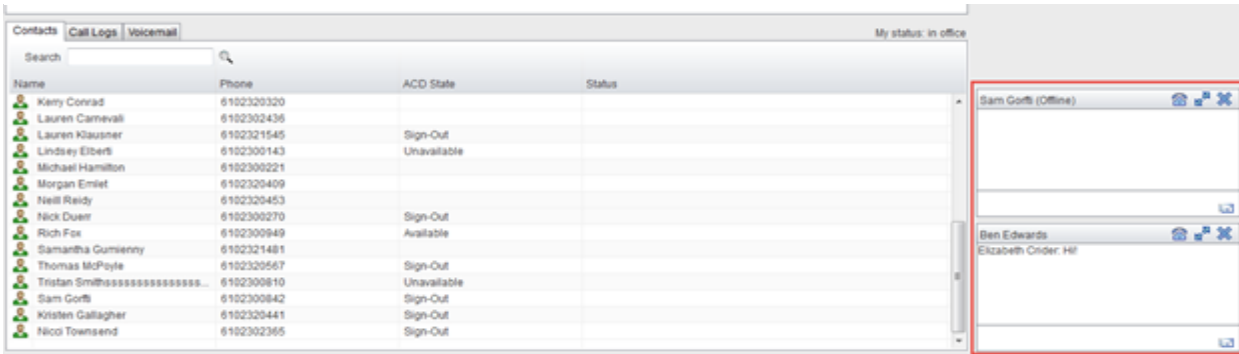 Contacts Call Logs Voicemail My status: in office
Search
Name Phone ACD State Status
Kerry Conrad 6102320320
Lauren Carnevali 6102302436
Lauren Klausner 6102321545 Sign-Out
Lindsey Elberti 6102300143 Unavailable
Michael Hamilton 6102300221
Morgan Emlet 6102320409
Neill Reidy 6102320453
Nick Duerr 6102300270 Sign-Out
Rich Fox 6102300949 Available
Samantha Gumienny 6102321481
Thomas McPoyle 6102320567 Sign-Out
Tristan Smithsssssssssssssss... 6102300810 Unavailable
Sam Gorfti 6102300842 Sign-Out
Kristen Gallagher 6102320441 Sign-Out
Nicci Townsend 6102302365 Sign-Out
Sam Gorfti (Offline)
Ben Edwards
Elizabeth Crider: Hi!